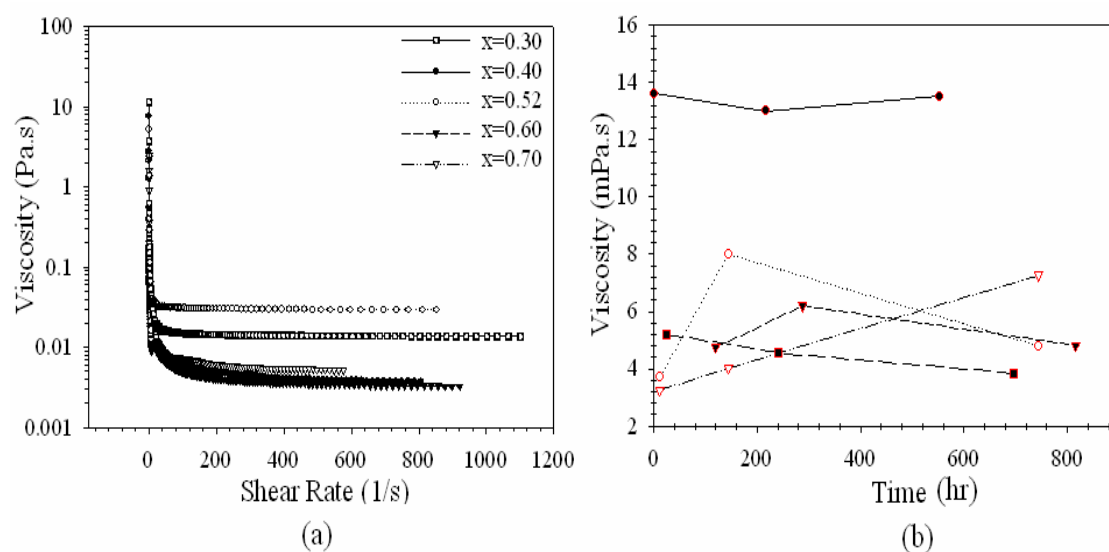 100
10
1
0.1
0.01
0.001
Viscosity (Pa.s)
x=0.30
x=0.40
x=0.52
x=0.60
x=0.70
0 200 400 600 800 1000 1200
Shear Rate (1/s)
(a)
16
14
12
10
8
6
4
2
Viscosity (mPa.s)
0 200 400 600 800
Time (hr)
(b)